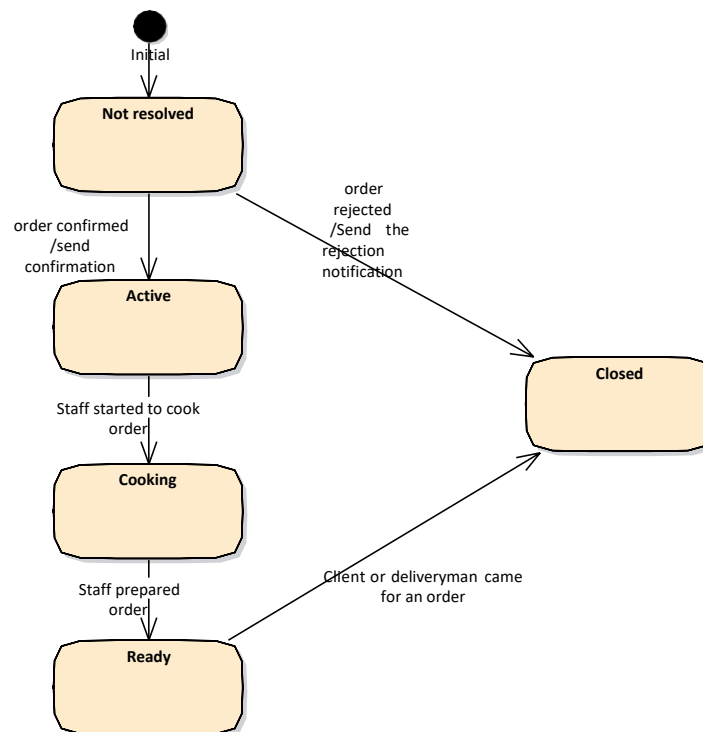 Initial
Not resolved
order
rejected
/Send the
rejection
notification
order confirmed
/send
confirmation
Active
Closed
Staff started to cook
order
Cooking
Client or deliveryman came
for an order
Staff prepared
order
Ready